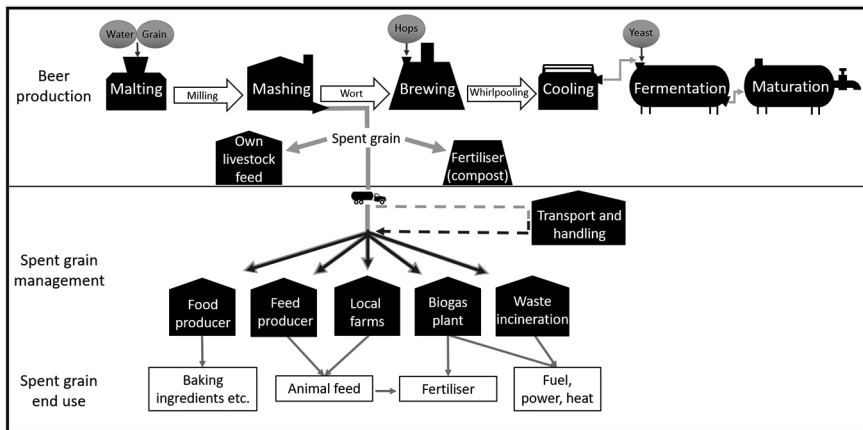 Water
Grain
Hops
Yeast
Beer
production
Malting
Milling
Mashing
Wort
Brewing
Whirlpooling
Cooling
Fermentation
Maturation
Spent grain
Own
livestock
feed
Fertiliser
(compost)
Transport and
handling
Spent grain
management
Food
producer
Feed
producer
Local
farms
Biogas
plant
Waste
incineration
Spent grain
end use
Baking
ingredients etc.
Animal feed
Fertiliser
Fuel,
power, heat